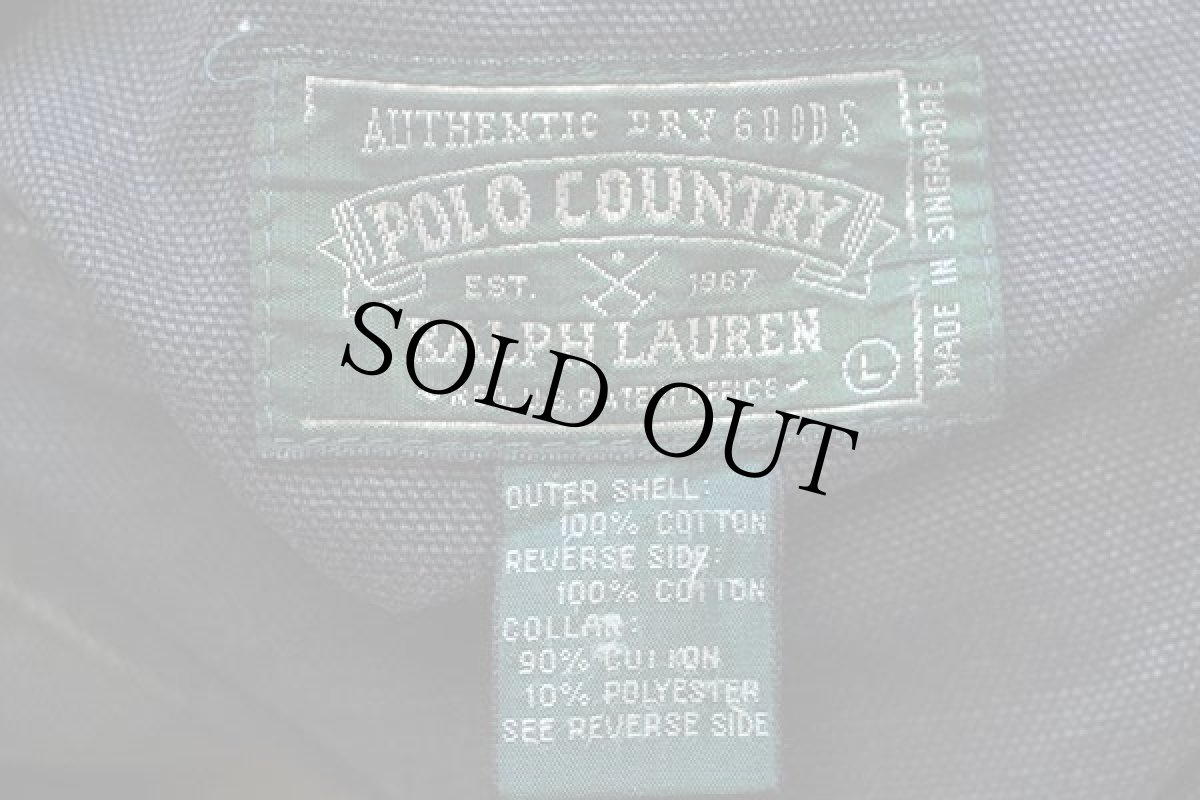 AUTHENTIC DRY GOODS
POLO COUNTRY
EST. 1967
RALPH LAUREN
L
MADE IN SINGAPORE
SOLD OUT
OUTER SHELL:
100% COTTON
REVERSE SIDE:
100% COTTON
COLLAR:
90% COTTON
10% POLYESTER
SEE REVERSE SIDE